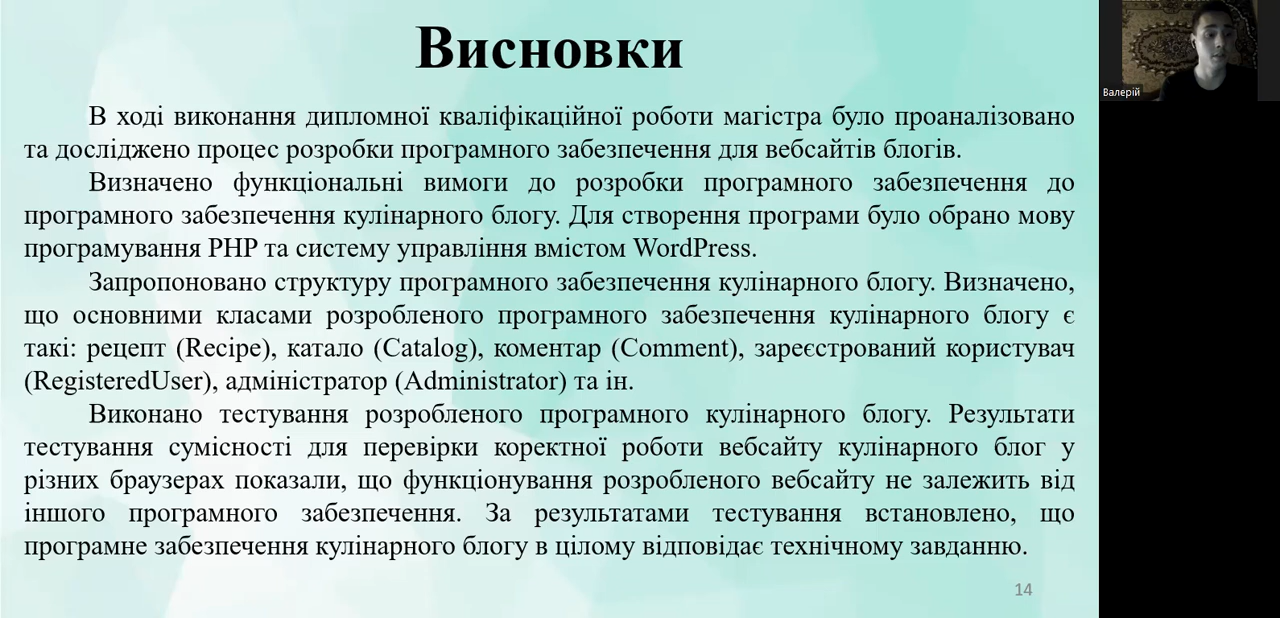 Висновки
В ході виконання дипломної кваліфікаційної роботи магістра було проаналізовано
та досліджено процес розробки програмного забезпечення для вебсайтів блогів.
Визначено функціональні вимоги до розробки програмного забезпечення до
програмного забезпечення кулінарного блогу. Для створення програми було обрано мову
програмування PHP та систему управління вмістом WordPress.
Запропоновано структуру програмного забезпечення кулінарного блогу. Визначено,
що основними класами розробленого програмного забезпечення кулінарного блогу є
такі: рецепт (Recipe), катало (Catalog), коментар (Comment), зареєстрований користувач
(RegisteredUser), адміністратор (Administrator) та ін.
Виконано тестування розробленого програмного кулінарного блогу. Результати
тестування сумісності для перевірки коректної роботи вебсайту кулінарного блог у
різних браузерах показали, що функціонування розробленого вебсайту не залежить від
іншого програмного забезпечення. За результатами тестування встановлено, що
програмне забезпечення кулінарного блогу в цілому відповідає технічному завданню.
14
Валерій